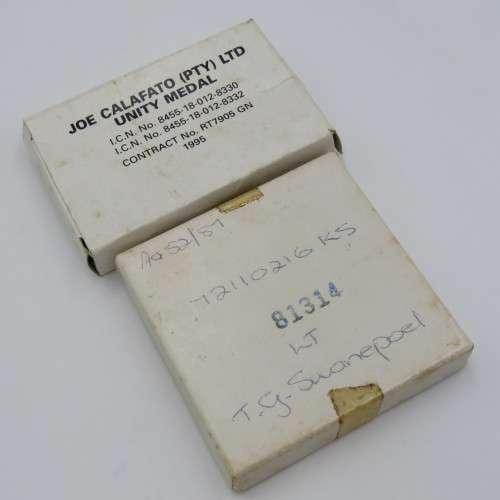 JOE CALAFATO (PTY) LTD
UNITY MEDAL
I.C.N. No. 8455-18-012-8330
I.C.N. No. 8455-18-012-8332
CONTRACT No. RT7905 GN
1995
72110216 KS
81314
LT
T.G. Swanepoel